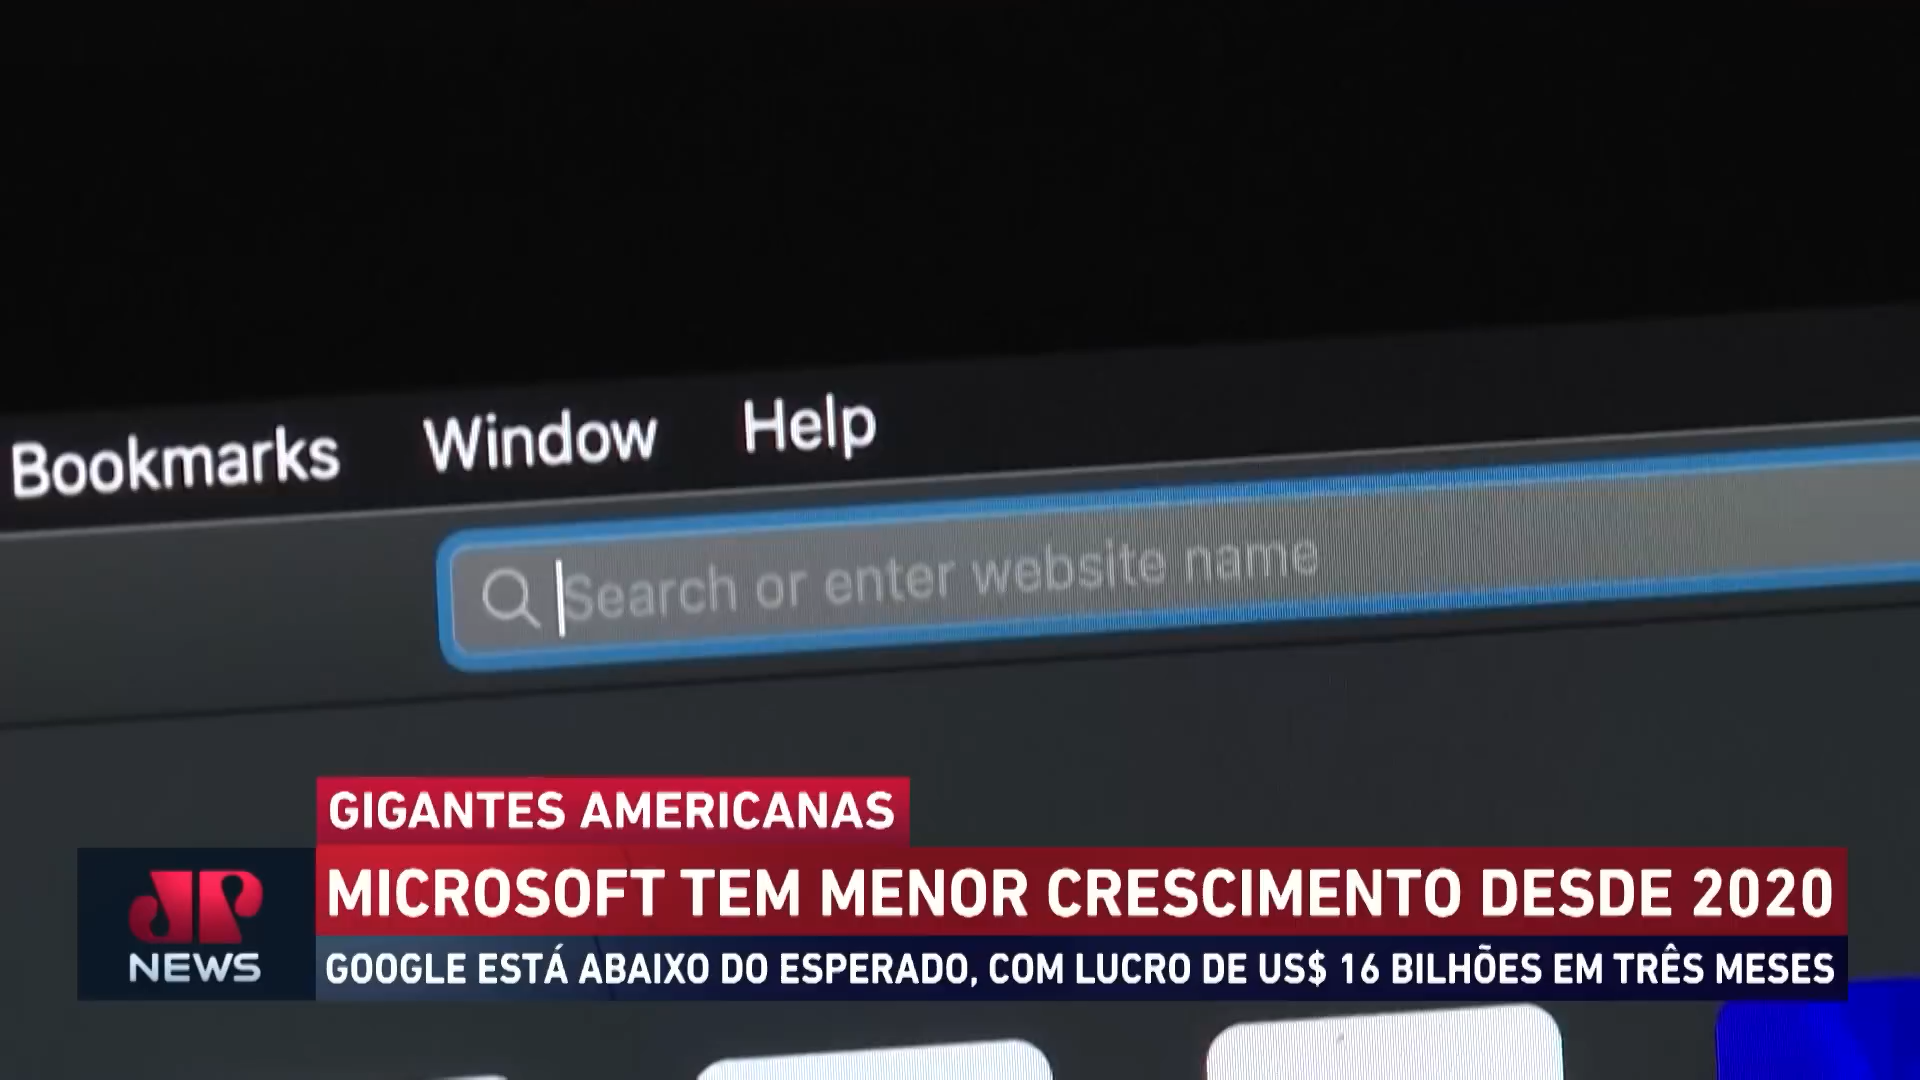 Bookmarks Window Help
Search or enter website name
GIGANTES AMERICANAS
MICROSOFT TEM MENOR CRESCIMENTO DESDE 2020
JP
NEWS
GOOGLE ESTÁ ABAIXO DO ESPERADO, COM LUCRO DE US$ 16 BILHÕES EM TRÊS MESES